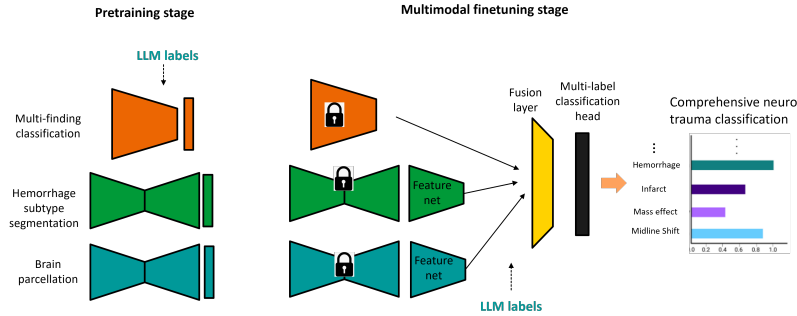 Pretraining stage
Multimodal finetuning stage
LLM labels
Multi-finding
classification
Hemorrhage
subtype
segmentation
Brain
parcellation
Feature
net
Feature
net
Fusion
layer
Multi-label
classification
head
LLM labels
Comprehensive neuro
trauma classification
Hemorrhage
Infarct
Mass effect
Midline Shift
0.0 0.2 0.4 0.6 0.8 1.0